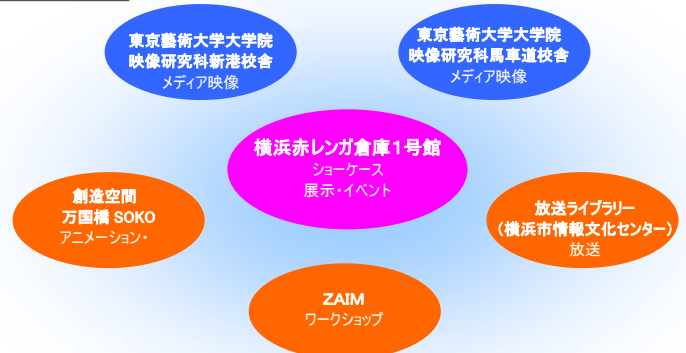 東京藝術大学大学院
映像研究科新港校舎
メディア映像
東京藝術大学大学院
映像研究科馬車道校舎
メディア映像
横浜赤レンガ倉庫1号館
ショーケース
展示・イベント
創造空間
万国橋 SOKO
アニメーション・
放送ライブラリー
（横浜市情報文化センター）
放送
ZAIM
ワークショップ